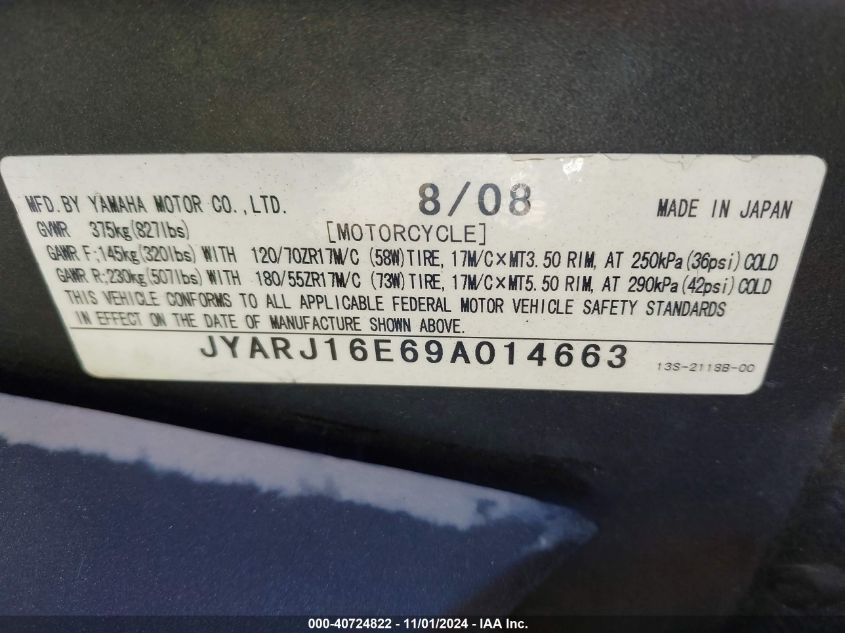 MFD. BY YAMAHA MOTOR CO., LTD. 8/08 MADE IN JAPAN
GVWR 375kg(827lbs) [MOTORCYCLE]
GAWR F;145kg(320lbs) WITH 120/70ZR17M/C (58W)TIRE, 17M/C×MT3.50 RIM, AT 250kPa(36psi)COLD
GAWR R;230kg(507lbs) WITH 180/55ZR17M/C (73W)TIRE, 17M/C×MT5.50 RIM, AT 290kPa(42psi)COLD
THIS VEHICLE CONFORMS TO ALL APPLICABLE FEDERAL MOTOR VEHICLE SAFETY STANDARDS
IN EFFECT ON THE DATE OF MANUFACTURE SHOWN ABOVE.
JYARJ16E69A014663 13S-2118B-00
000-40724822 - 11/01/2024 - IAA Inc.